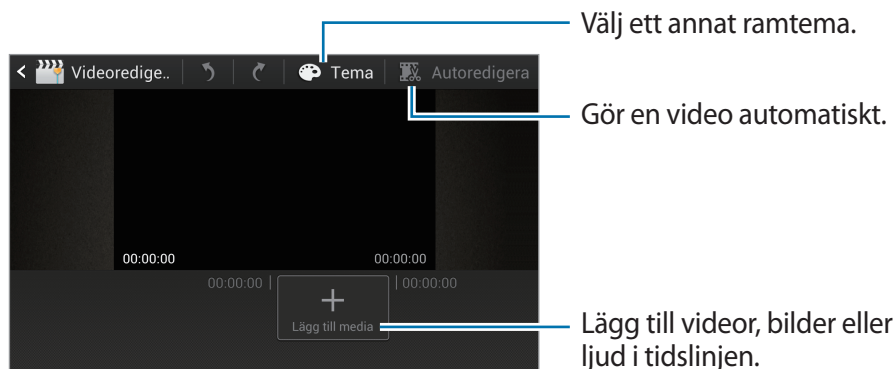 Välj ett annat ramtema.
Videoredige..
Tema
Autoredigera
Gör en video automatiskt.
00:00:00
00:00:00
00:00:00
00:00:00
Lägg till media
Lägg till videor, bilder eller
ljud i tidslinjen.